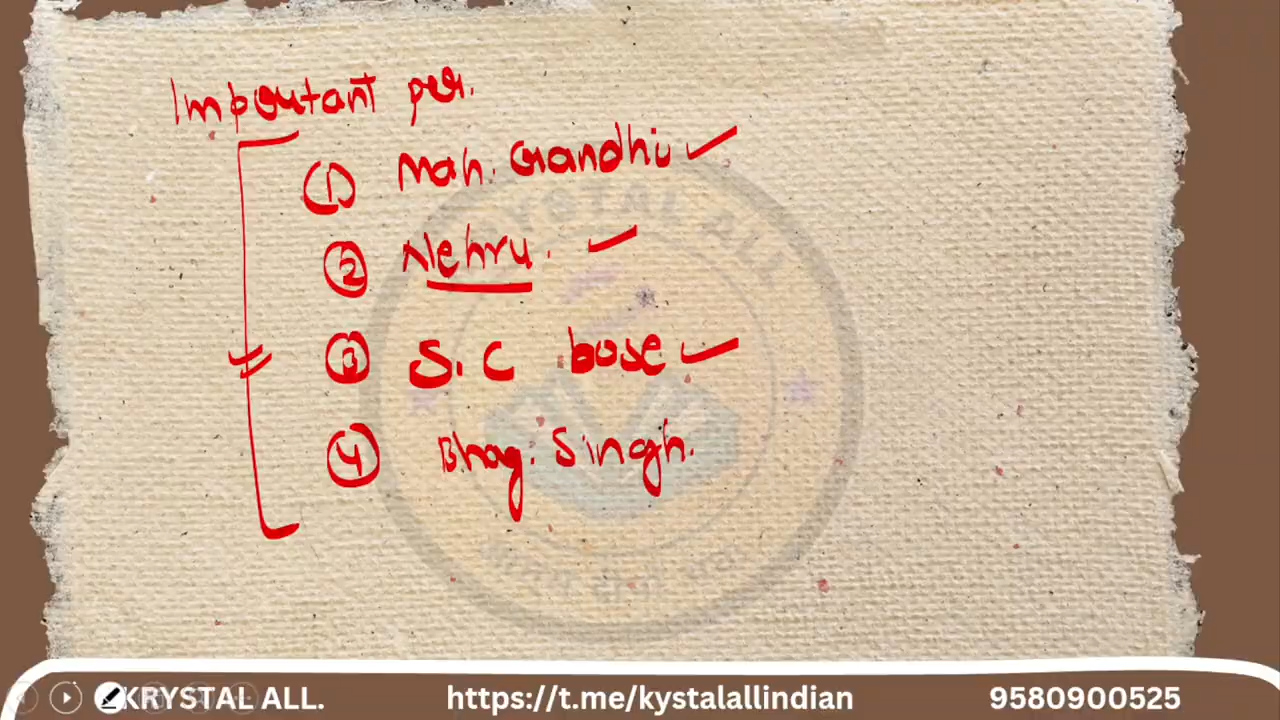 Important per.
① Mah. Gandhi ✓
② Nehru. ✓
③ S.C bose ✓
④ Bhag. Singh.
KRYSTAL ALL.
https://t.me/kystalallindian
9580900525